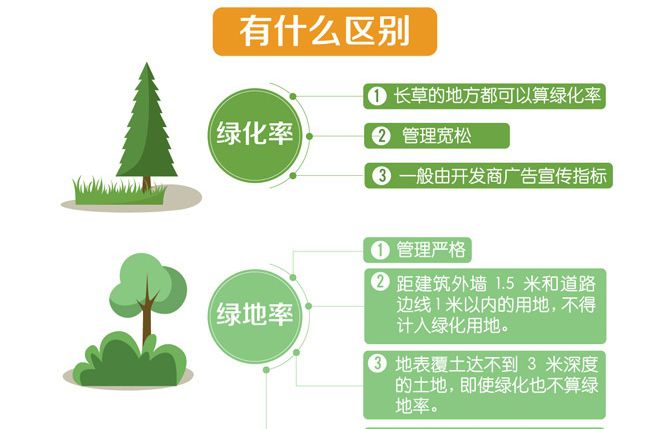 有什么区别
绿化率
1 长草的地方都可以算绿化率
2 管理宽松
3 一般由开发商广告宣传指标
绿地率
1 管理严格
2 距建筑外墙 1.5 米和道路
边线1米以内的用地，不得
计入绿化用地。
3 地表覆土达不到 3 米深度
的土地，即使绿化也不算绿
地率。